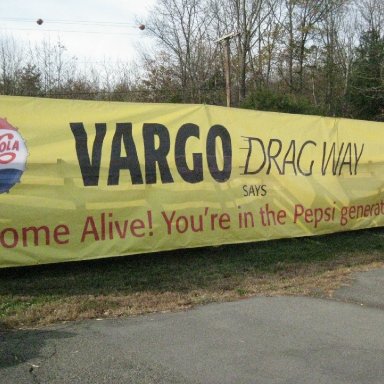 OLA
VARGO DRAG WAY
SAYS
ome Alive! You're in the Pepsi generat